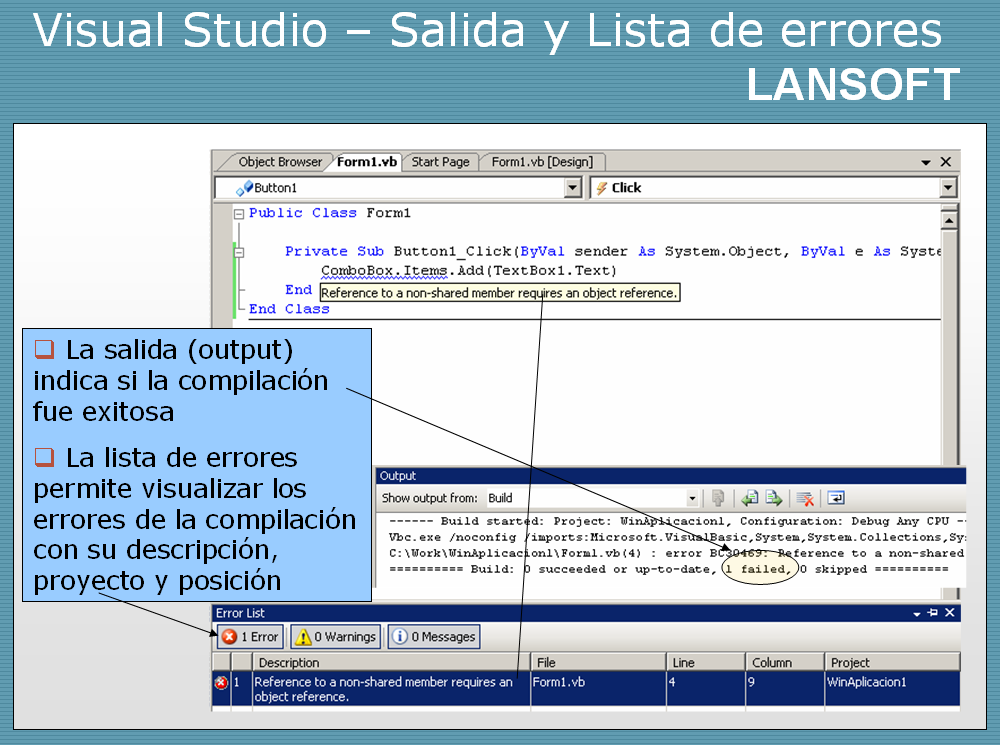 Visual Studio – Salida y Lista de errores
LANSOFT
Object Browser Form1.vb Start Page Form1.vb [Design]
Button1 Click
Public Class Form1
Private Sub Button1_Click(ByVal sender As System.Object, ByVal e As Syste
ComboBox.Items.Add(TextBox1.Text)
End
Reference to a non-shared member requires an object reference.
End Class
La salida (output)
indica si la compilación
fue exitosa
La lista de errores
permite visualizar los
errores de la compilación
con su descripción,
proyecto y posición
Output
Show output from: Build
------ Build started: Project: WinAplicacion1, Configuration: Debug Any CPU -
Vbc.exe /noconfig /imports:Microsoft.VisualBasic,System,System.Collections,Sy
C:\Work\WinAplicacion1\Form1.vb(4) : error BC30469: Reference to a non-shared
========== Build: 0 succeeded or up-to-date, 1 failed, 0 skipped ==========
Error List
1 Error 0 Warnings 0 Messages
Description File Line Column Project
1 Reference to a non-shared member requires an Form1.vb 4 9 WinAplicacion1
object reference.